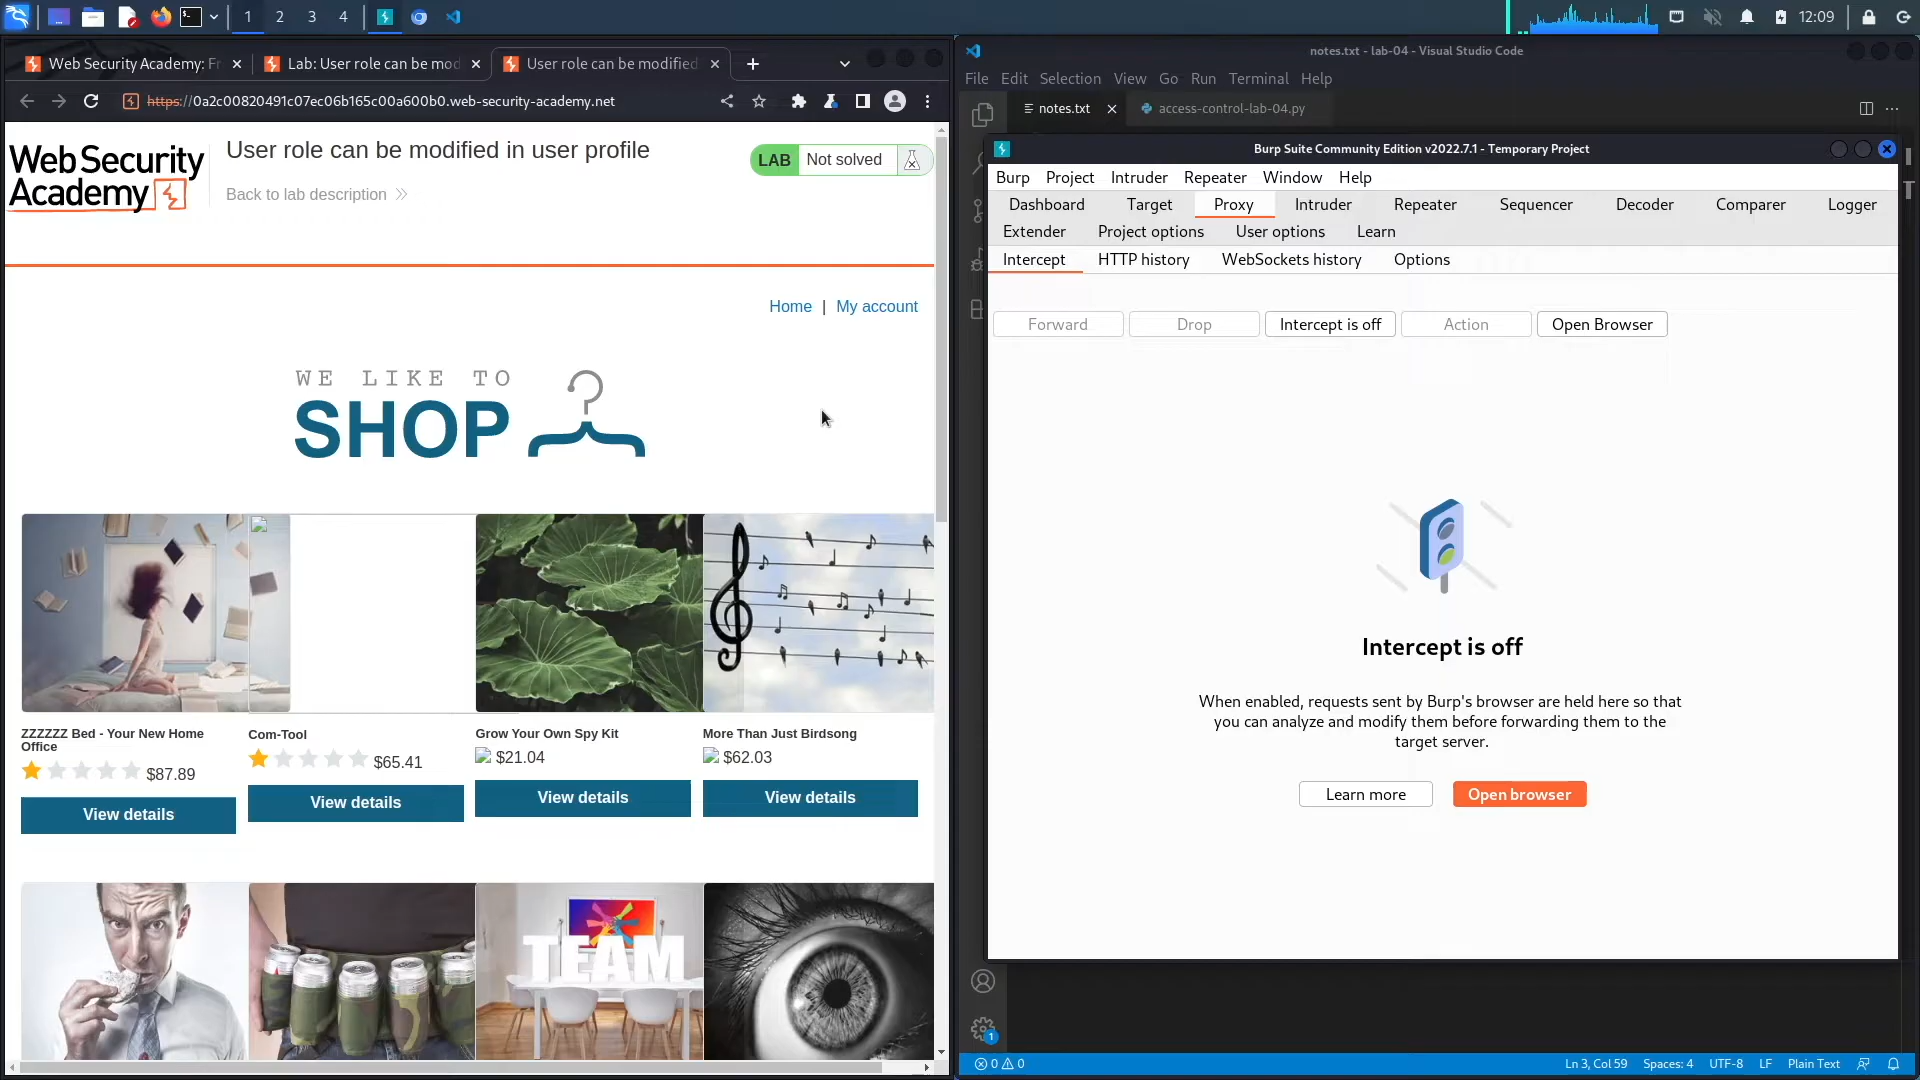 1 2 3 4
12:09
Web Security Academy: Fr
Lab: User role can be mod
User role can be modified
https://0a2c00820491c07ec06b165c00a600b0.web-security-academy.net
WebSecurity
Academy
User role can be modified in user profile
Back to lab description
LAB Not solved
Home | My account
WE LIKE TO
SHOP
ZZZZZZ Bed - Your New Home
Office
$87.89
View details
Com-Tool
$65.41
View details
Grow Your Own Spy Kit
$21.04
View details
More Than Just Birdsong
$62.03
View details
TEAM
notes.txt - lab-04 - Visual Studio Code
File Edit Selection View Go Run Terminal Help
notes.txt
access-control-lab-04.py
Burp Suite Community Edition v2022.7.1 - Temporary Project
Burp Project Intruder Repeater Window Help
Dashboard Target Proxy Intruder Repeater Sequencer Decoder Comparer Logger
Extender Project options User options Learn
Intercept HTTP history WebSockets history Options
Forward Drop Intercept is off Action Open Browser
Intercept is off
When enabled, requests sent by Burp's browser are held here so that
you can analyze and modify them before forwarding them to the
target server.
Learn more Open browser
1
0 0
Ln 3, Col 59 Spaces: 4 UTF-8 LF Plain Text